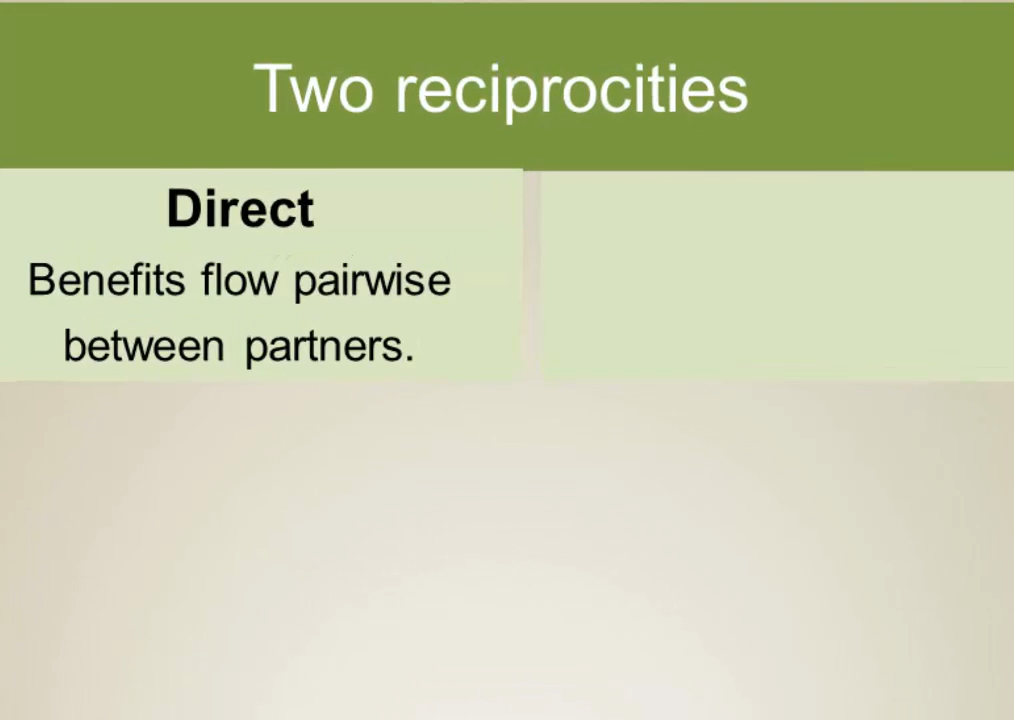 Two reciprocities
Direct
Benefits flow pairwise
between partners.